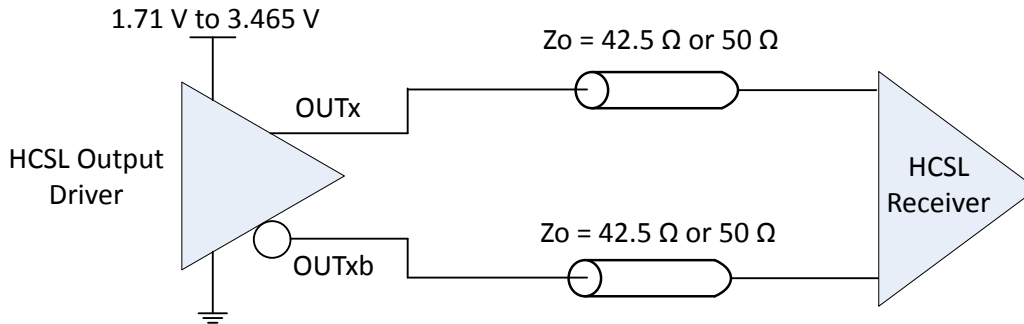 1.71 V to 3.465 V
Zo = 42.5 Ω or 50 Ω
OUTx
HCSL Output
Driver
HCSL
Receiver
Zo = 42.5 Ω or 50 Ω
OUTxb